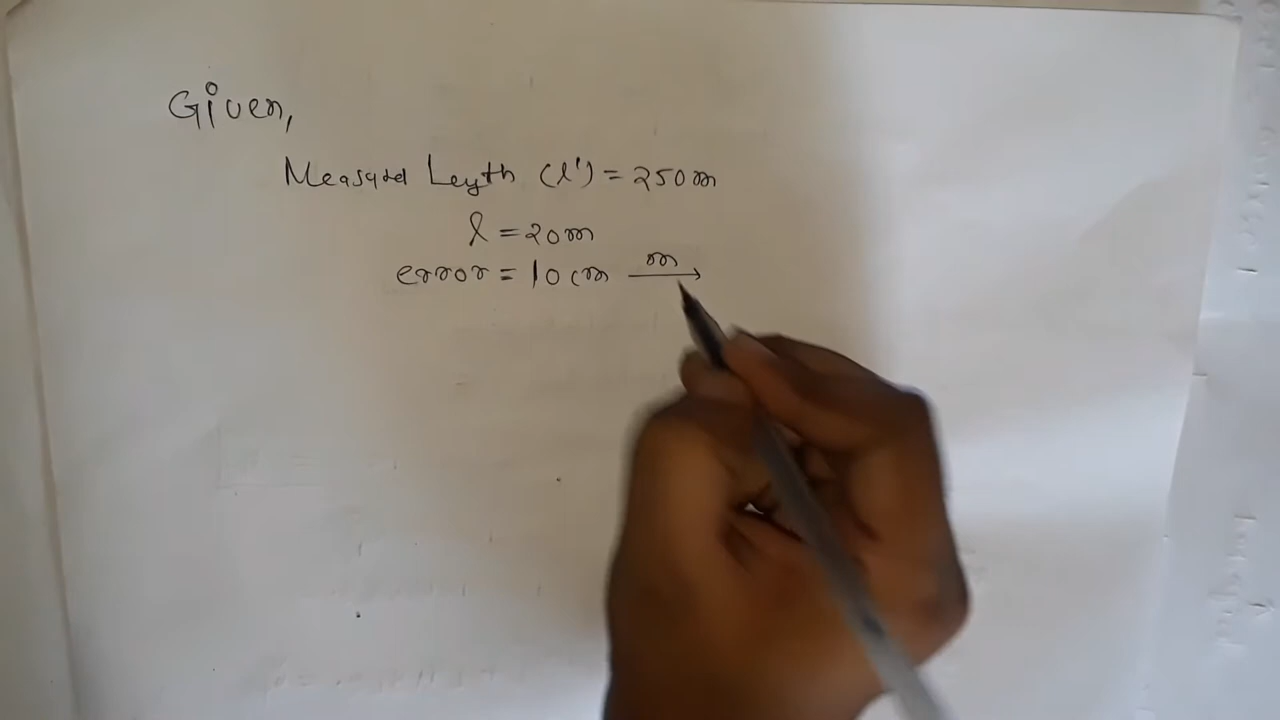 Given,
Measured Length (l') = 250m
l = 20m
error = 10cm m→